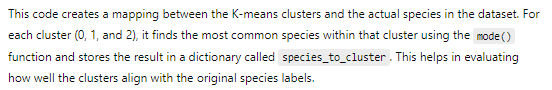 This code creates a mapping between the K-means clusters and the actual species in the dataset. For
each cluster (0, 1, and 2), it finds the most common species within that cluster using the mode()
function and stores the result in a dictionary called species_to_cluster . This helps in evaluating
how well the clusters align with the original species labels.